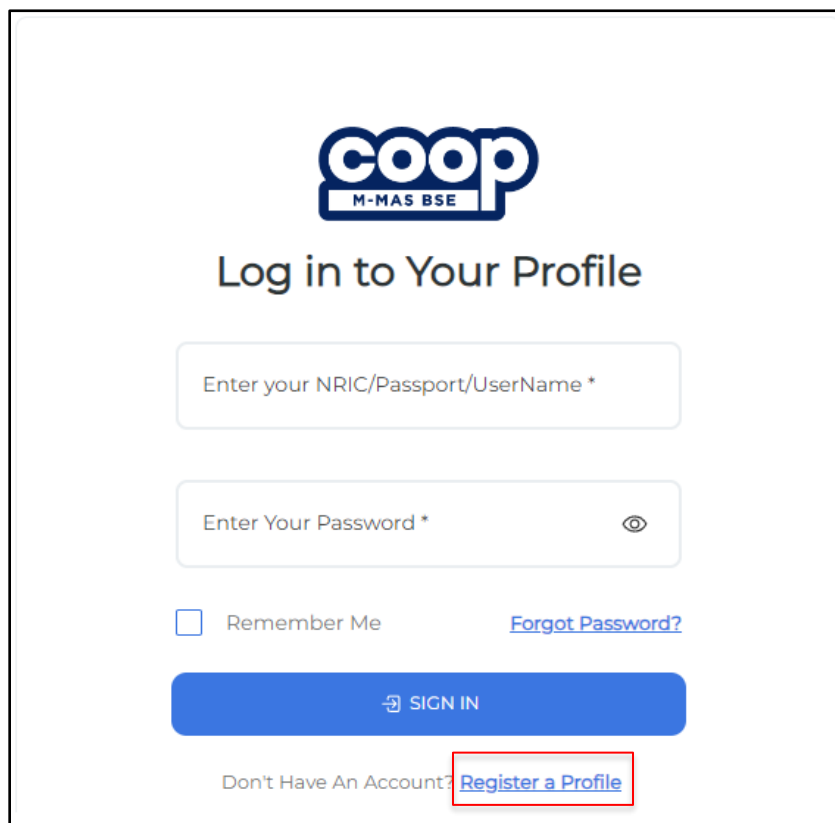 coop
M-MAS BSE
Log in to Your Profile
Enter your NRIC/Passport/UserName *
Enter Your Password *
Remember Me Forgot Password?
SIGN IN
Don't Have An Account? Register a Profile